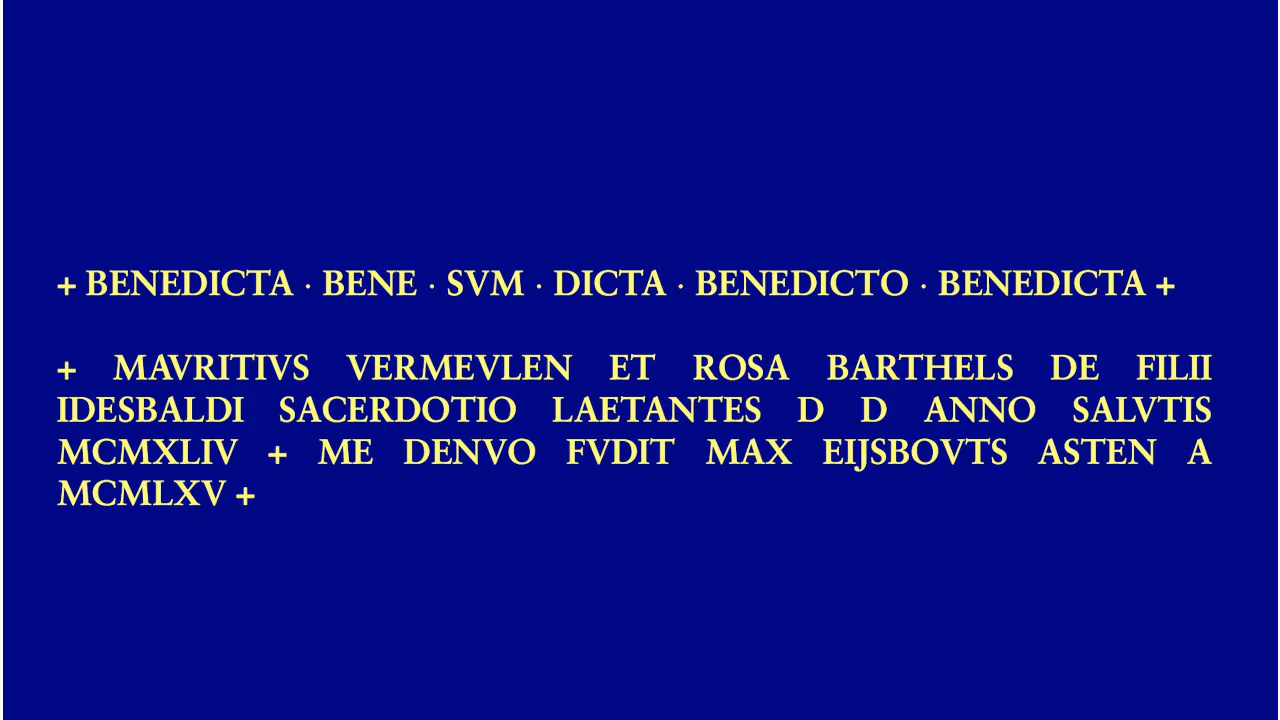 + BENEDICTA · BENE · SVM · DICTA · BENEDICTO · BENEDICTA +
+ MAVRITIVS VERMEVLEN ET ROSA BARTHELS DE FILII
IDESBALDI SACERDOTIO LAETANTES D D ANNO SALVTIS
MCMXLIV + ME DENVO FVDIT MAX EIJSBOVTS ASTEN A
MCMLXV +